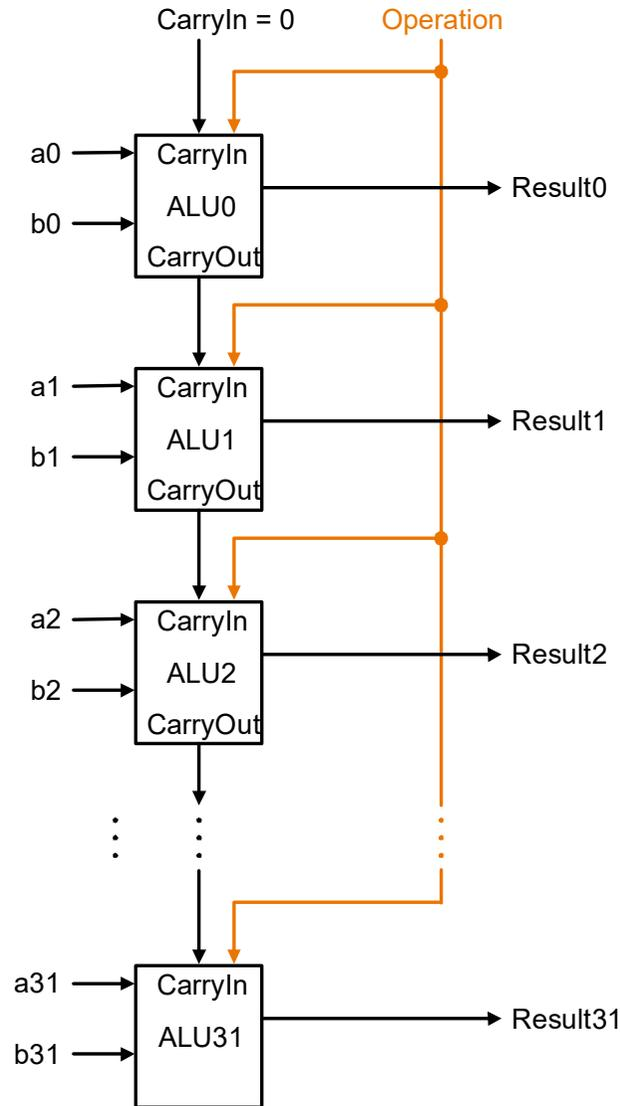 CarryIn = 0 Operation
a0 CarryIn
ALU0 Result0
b0
CarryOut
a1 CarryIn
ALU1 Result1
b1
CarryOut
a2 CarryIn
ALU2 Result2
b2
CarryOut
a31 CarryIn
ALU31 Result31
b31